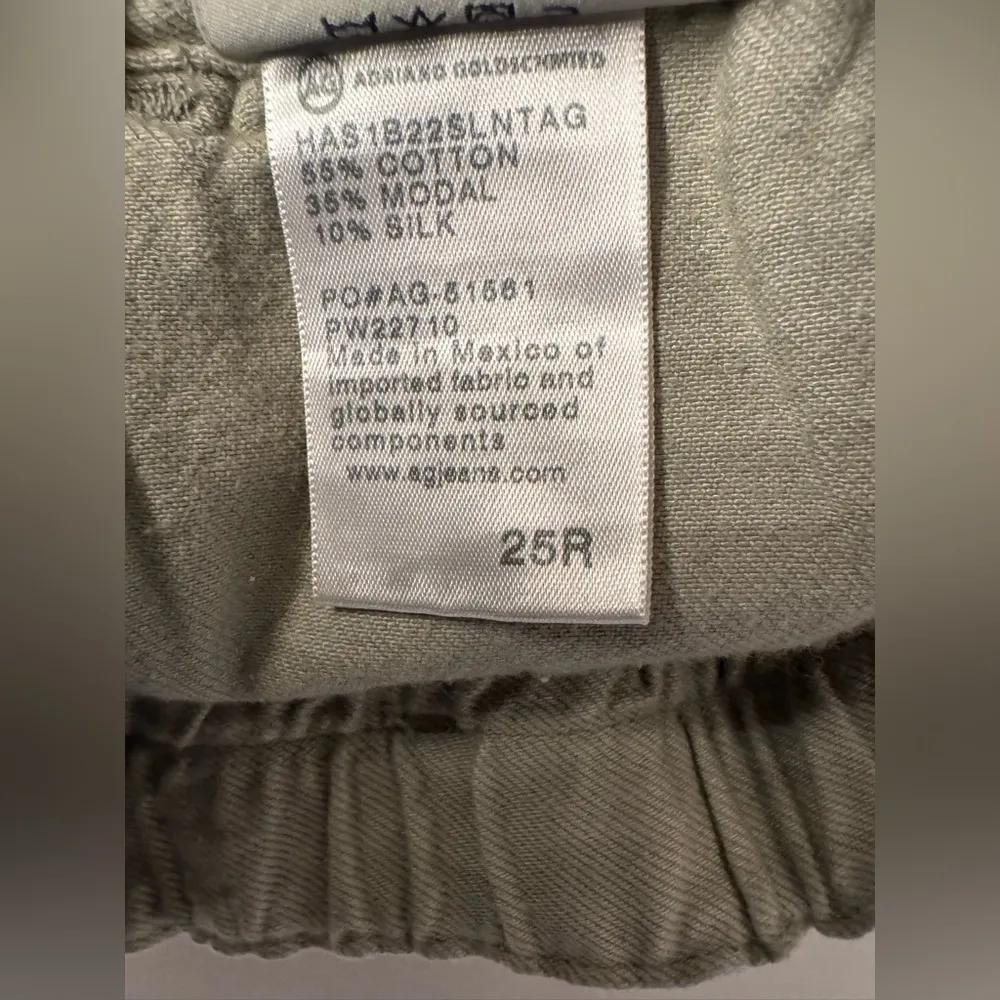 AG ADRIANO GOLDSCHMIED
HAS1B22SLNTAG
55% COTTON
35% MODAL
10% SILK
PO#AG-51561
PW22710
Made in Mexico of
imported fabric and
globally sourced
components
www.agjeans.com
25R